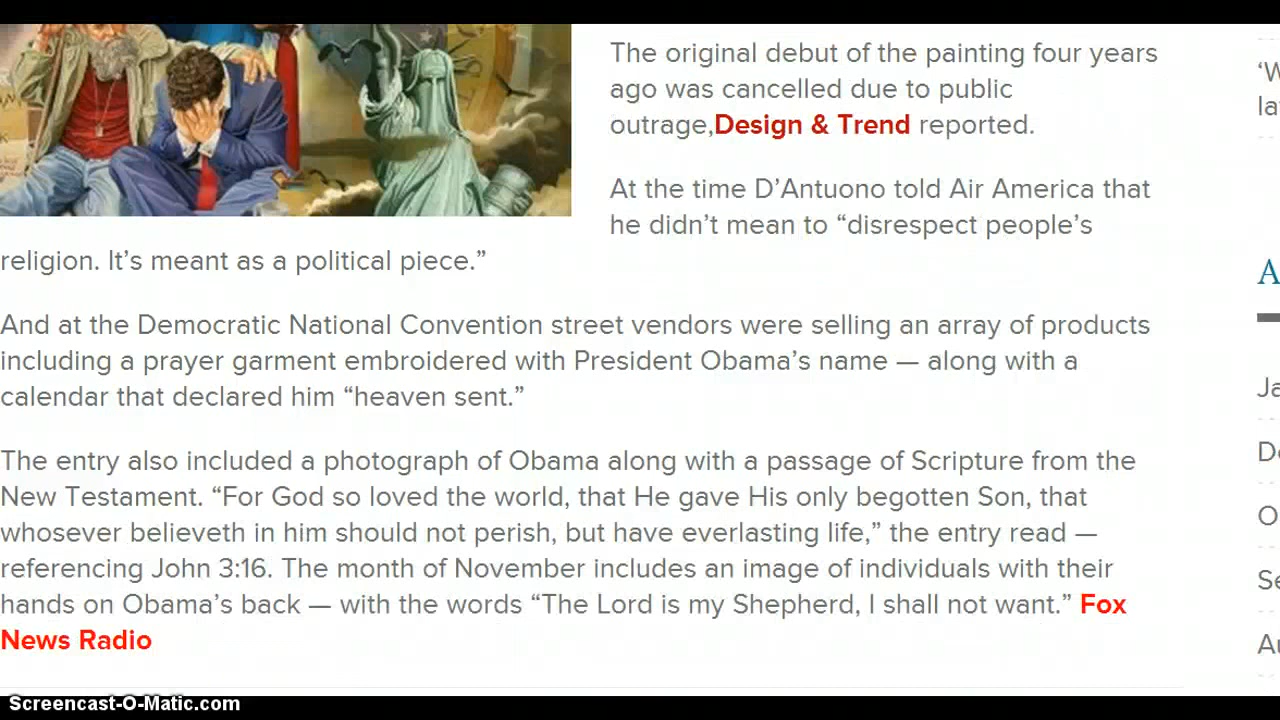 The original debut of the painting four years
ago was cancelled due to public
outrage,Design & Trend reported.
At the time D’Antuono told Air America that
he didn’t mean to “disrespect people’s
religion. It’s meant as a political piece.”
And at the Democratic National Convention street vendors were selling an array of products
including a prayer garment embroidered with President Obama’s name — along with a
calendar that declared him “heaven sent.”
The entry also included a photograph of Obama along with a passage of Scripture from the
New Testament. “For God so loved the world, that He gave His only begotten Son, that
whosever believeth in him should not perish, but have everlasting life,” the entry read —
referencing John 3:16. The month of November includes an image of individuals with their
hands on Obama’s back — with the words “The Lord is my Shepherd, I shall not want.” Fox
News Radio
‘W
la
A
Ja
O
Se
Au
Screencast-O-Matic.com